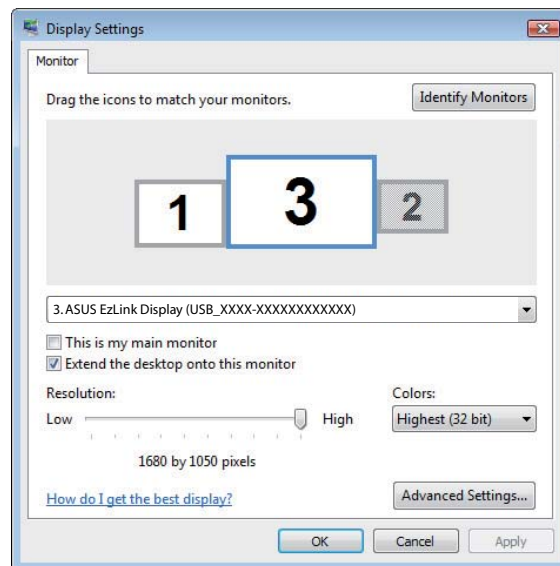 Display Settings
Monitor
Drag the icons to match your monitors.
Identify Monitors
1
3
2
3. ASUS EzLink Display (USB_XXXX-XXXXXXXXXXXX)
This is my main monitor
Extend the desktop onto this monitor
Resolution:
Colors:
Low
High
Highest (32 bit)
1680 by 1050 pixels
How do I get the best display?
Advanced Settings...
OK
Cancel
Apply